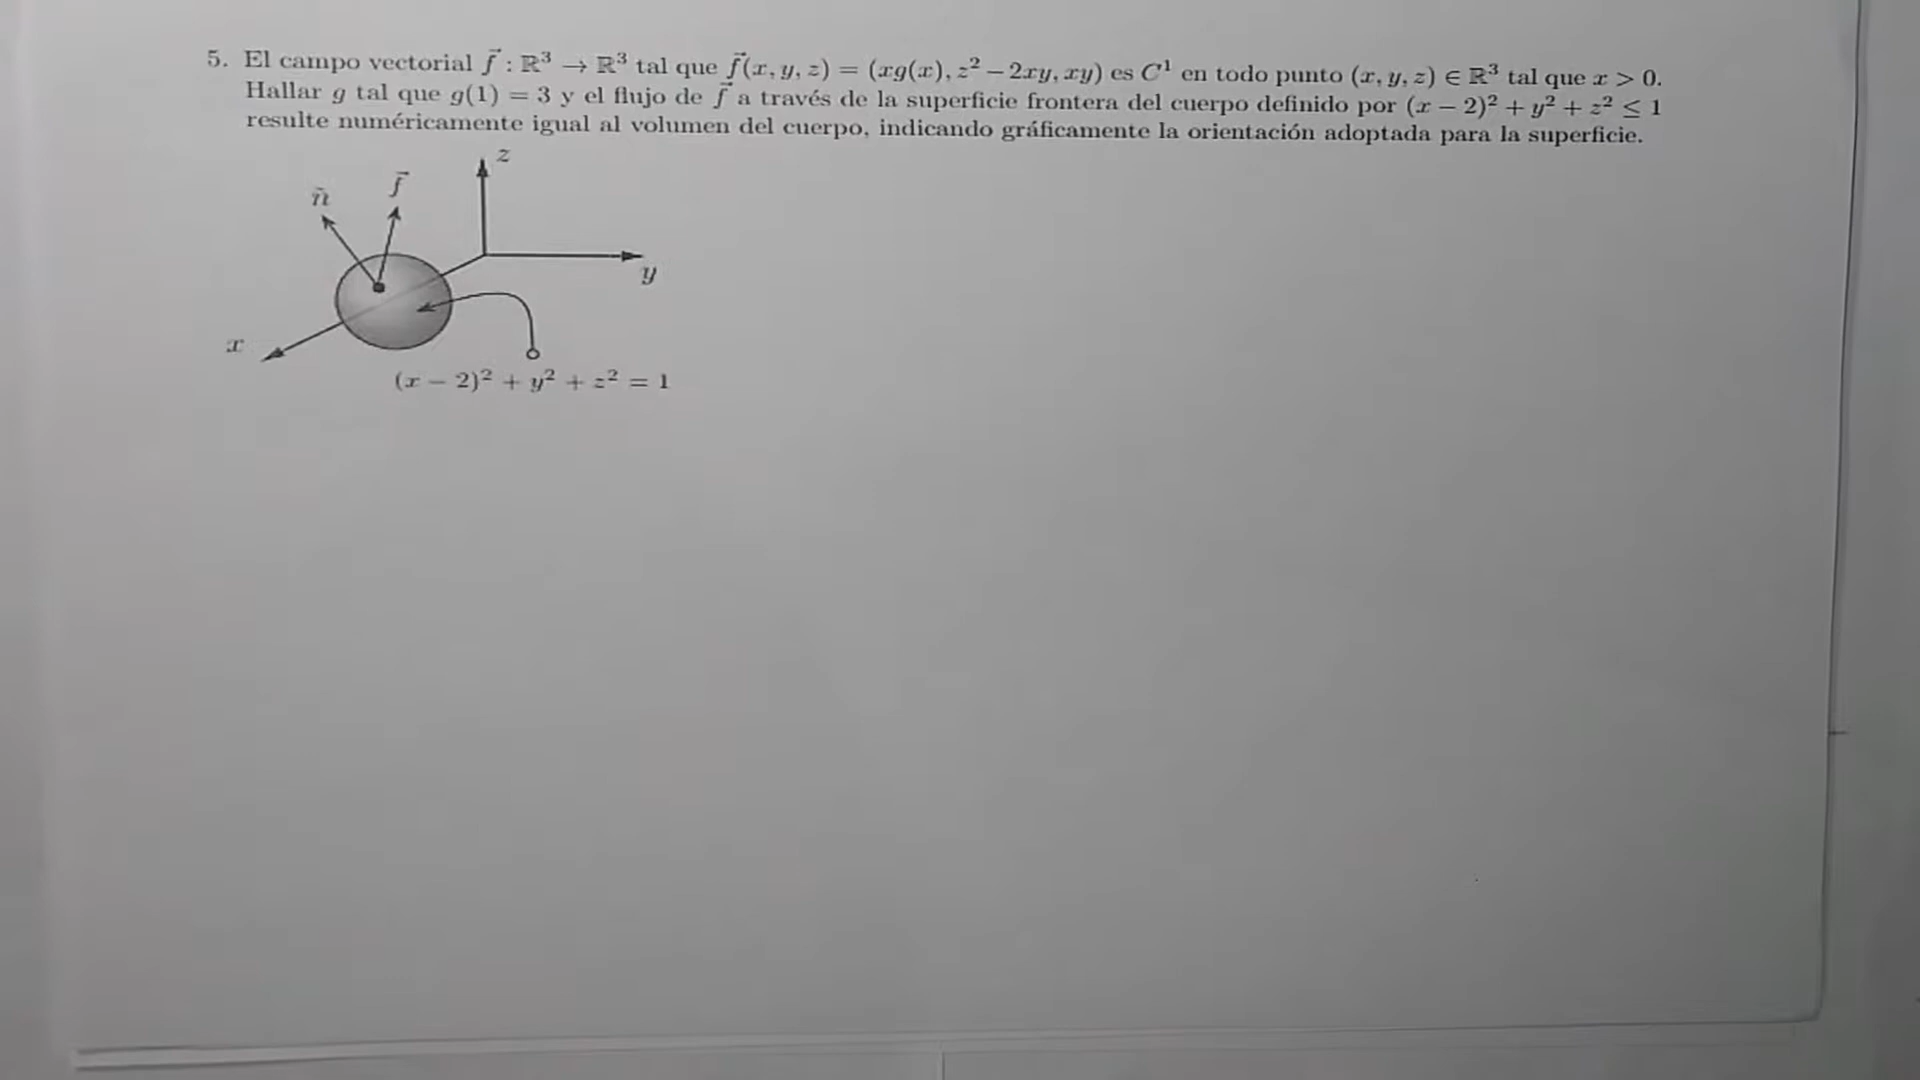 5. El campo vectorial f⃗ : ℝ³ → ℝ³ tal que f⃗(x, y, z) = (xg(x), z² − 2xy, xy) es C¹ en todo punto (x, y, z) ∈ ℝ³ tal que x > 0.
Hallar g tal que g(1) = 3 y el flujo de f⃗ a través de la superficie frontera del cuerpo definido por (x − 2)² + y² + z² ≤ 1
resulte numéricamente igual al volumen del cuerpo, indicando gráficamente la orientación adoptada para la superficie.
z
f⃗
n̆
y
x
(x − 2)² + y² + z² = 1